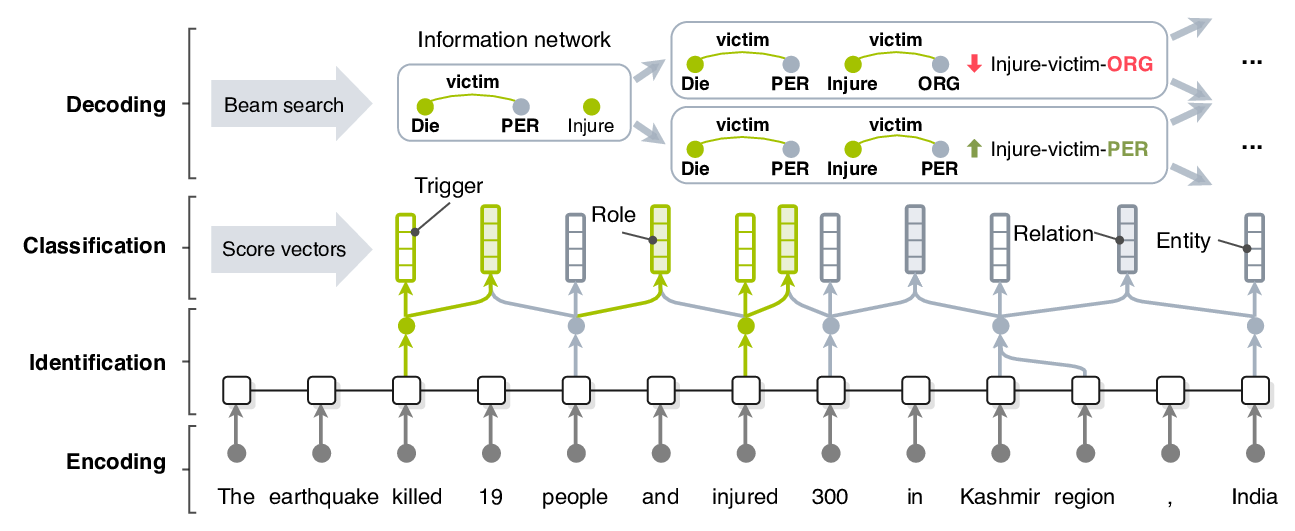 Decoding
Beam search
Information network
victim
Die PER Injure
victim victim
Die PER Injure ORG
Injure-victim-ORG
...
victim victim
Die PER Injure PER
Injure-victim-PER
...
Classification
Score vectors
Trigger
Role
Relation
Entity
Identification
Encoding
The earthquake killed 19 people and injured 300 in Kashmir region , India